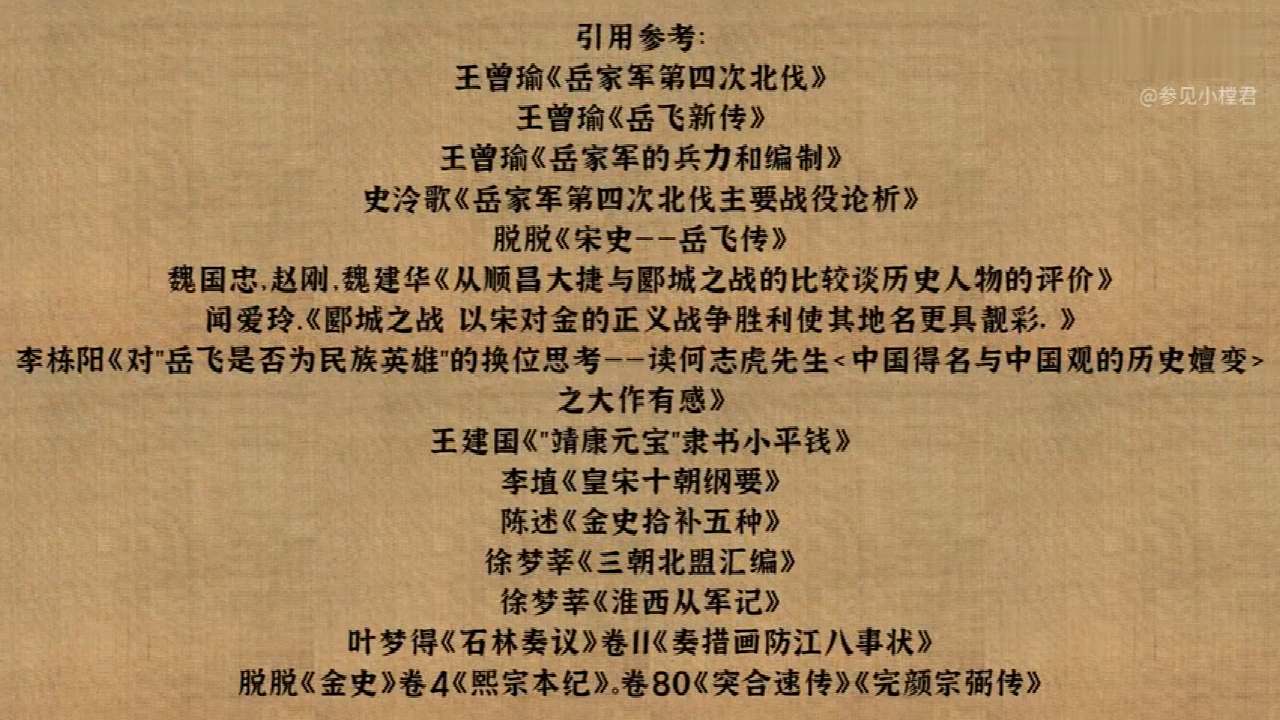 引用参考:
@参见小樘君
王曾瑜《岳家军第四次北伐》
王曾瑜《岳飞新传》
王曾瑜《岳家军的兵力和编制》
史泠歌《岳家军第四次北伐主要战役论析》
脱脱《宋史--岳飞传》
魏国忠,赵刚,魏建华《从顺昌大捷与郾城之战的比较谈历史人物的评价》
闻爱玲.《郾城之战 以宋对金的正义战争胜利使其地名更具靓彩. 》
李栋阳《对"岳飞是否为民族英雄"的换位思考--读何志虎先生<中国得名与中国观的历史嬗变>
之大作有感》
王建国《"靖康元宝"隶书小平钱》
李埴《皇宋十朝纲要》
陈述《金史拾补五种》
徐梦莘《三朝北盟汇编》
徐梦莘《淮西从军记》
叶梦得《石林奏议》卷11《奏措画防江八事状》
脱脱《金史》卷4《熙宗本纪》。卷80《突合速传》《完颜宗弼传》